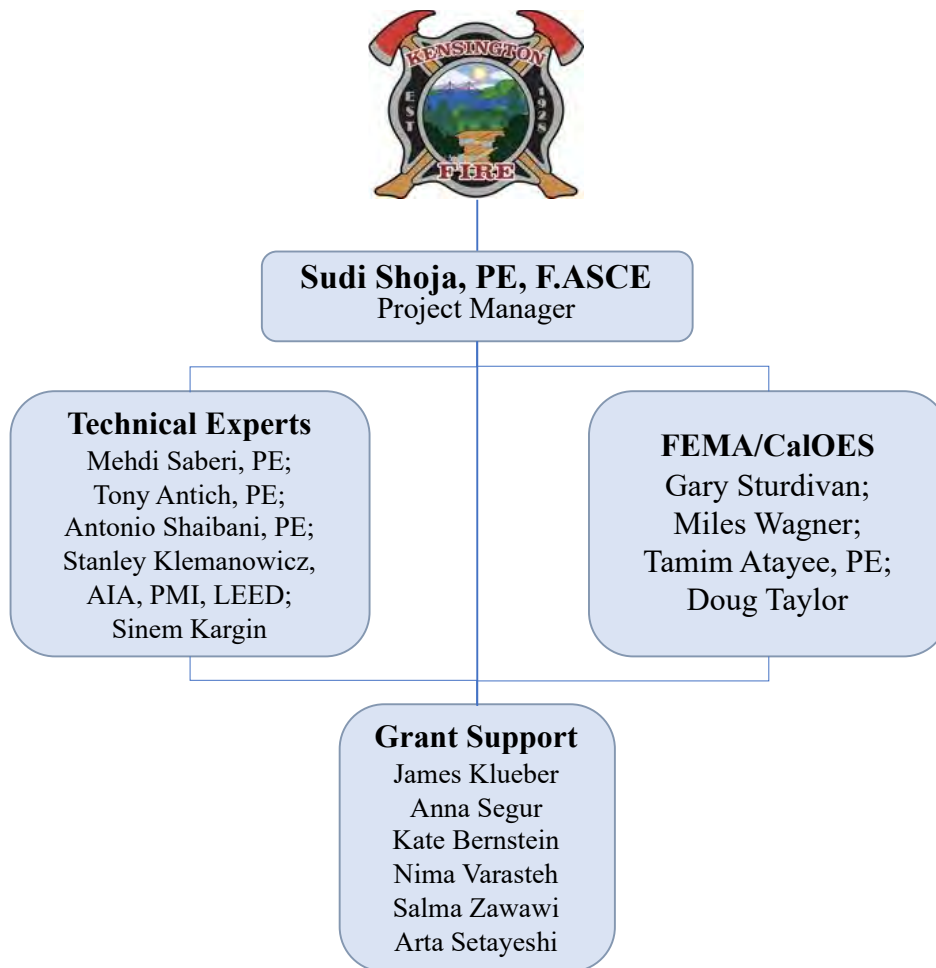 KENSINGTON
EST 1928
FIRE
Sudi Shoja, PE, F.ASCE
Project Manager
Technical Experts
Mehdi Saberi, PE;
Tony Antich, PE;
Antonio Shaibani, PE;
Stanley Klemanowicz,
AIA, PMI, LEED;
Sinem Kargin
FEMA/CalOES
Gary Sturdivan;
Miles Wagner;
Tamim Atayee, PE;
Doug Taylor
Grant Support
James Klueber
Anna Segur
Kate Bernstein
Nima Varasteh
Salma Zawawi
Arta Setayeshi